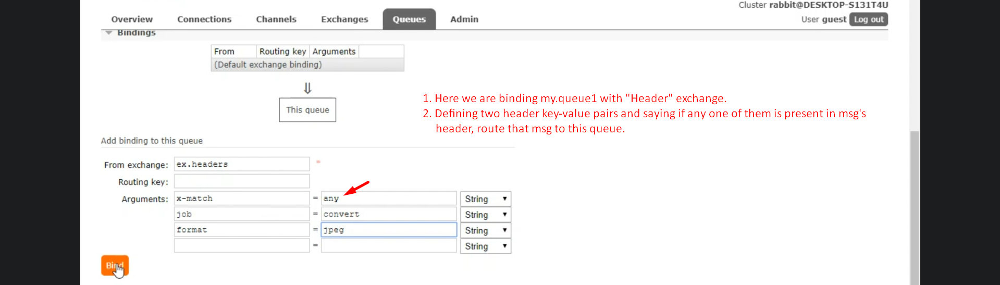 Cluster rabbit@DESKTOP-S131T4U
Overview Connections Channels Exchanges Queues Admin User guest Log out
Bindings
From Routing key Arguments
(Default exchange binding)
⇓
This queue
1. Here we are binding my.queue1 with "Header" exchange.
2. Defining two header key-value pairs and saying if any one of them is present in msg's
header, route that msg to this queue.
Add binding to this queue
From exchange: ex.headers *
Routing key:
Arguments: x-match = any String
job = convert String
format = jpeg String
= String
Bind